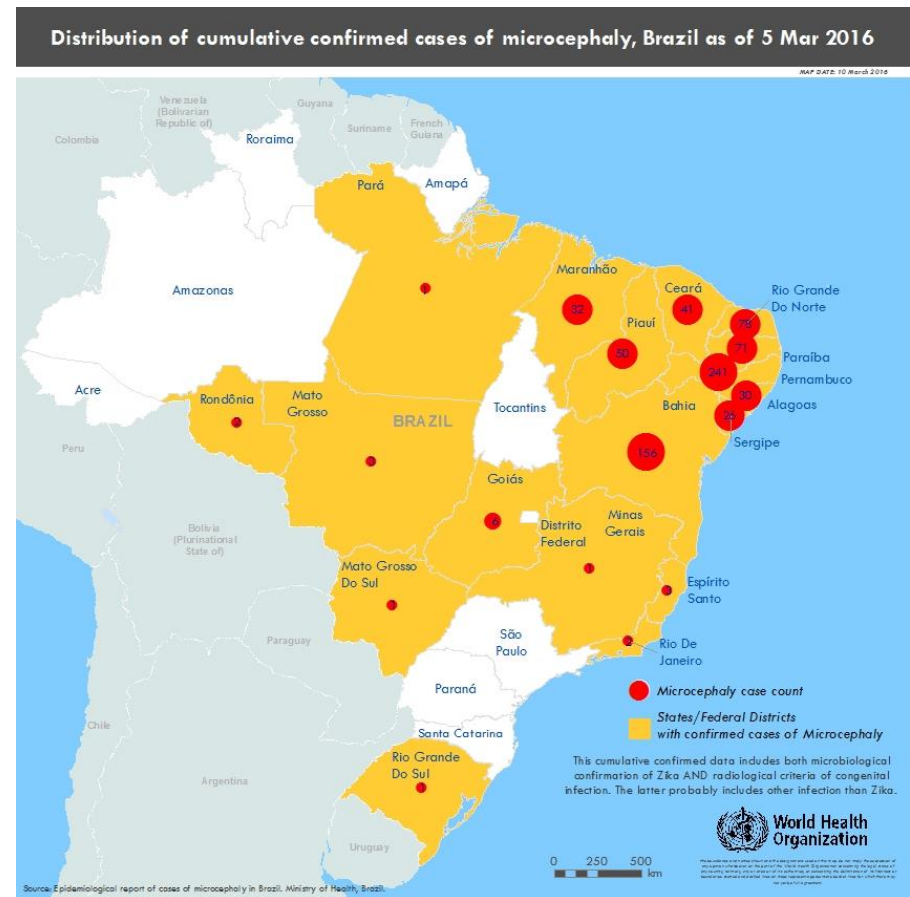 Distribution of cumulative confirmed cases of microcephaly, Brazil as of 5 Mar 2016
MAP DATE: 10 March 2016
Venezuela
(Bolivarian
Republic of)
Guyana
Suriname
French
Guiana
Colombia
Roraima
Pará
Amapá
Amazonas
1
Maranhão
32
Ceará
41
Rio Grande
Do Norte
78
Piauí
50
71
Paraíba
241
Pernambuco
30
Alagoas
26
Sergipe
Acre
Rondônia
Mato
Grosso
BRAZIL
Tocantins
Bahia
156
Peru
Goiás
6
Distrito
Federal
Minas
Gerais
Bolivia
(Plurinational
State of)
Mato Grosso
Do Sul
Espírito
Santo
São
Paulo
2
Rio De
Janeiro
Paraguay
Paraná
Santa Catarina
Chile
Rio Grande
Do Sul
1
Argentina
Uruguay
Microcephaly case count
States/Federal Districts
with confirmed cases of Microcephaly
This cumulative confirmed data includes both microbiological
confirmation of Zika AND radiological criteria of congenital
infection. The latter probably includes other infection than Zika.
World Health
Organization
0 250 500
km
Source: Epidemiological report of cases of microcephaly in Brazil. Ministry of Health, Brazil.